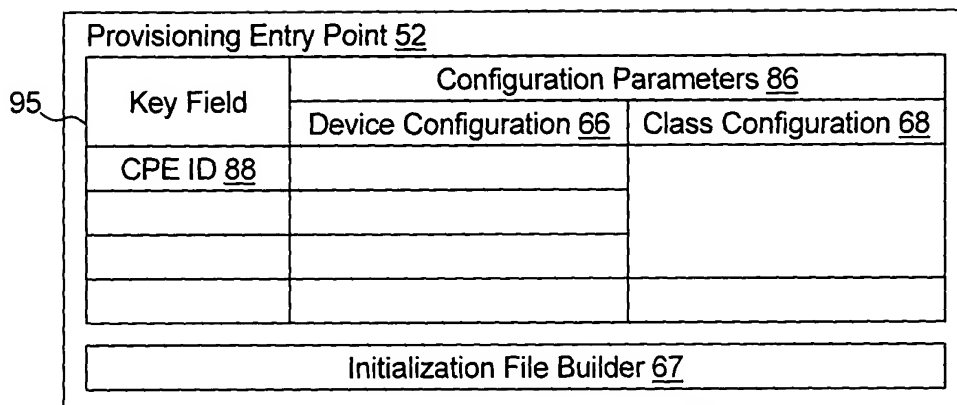 Provisioning Entry Point 52
95
Key Field
Configuration Parameters 86
Device Configuration 66
Class Configuration 68
CPE ID 88
Initialization File Builder 67